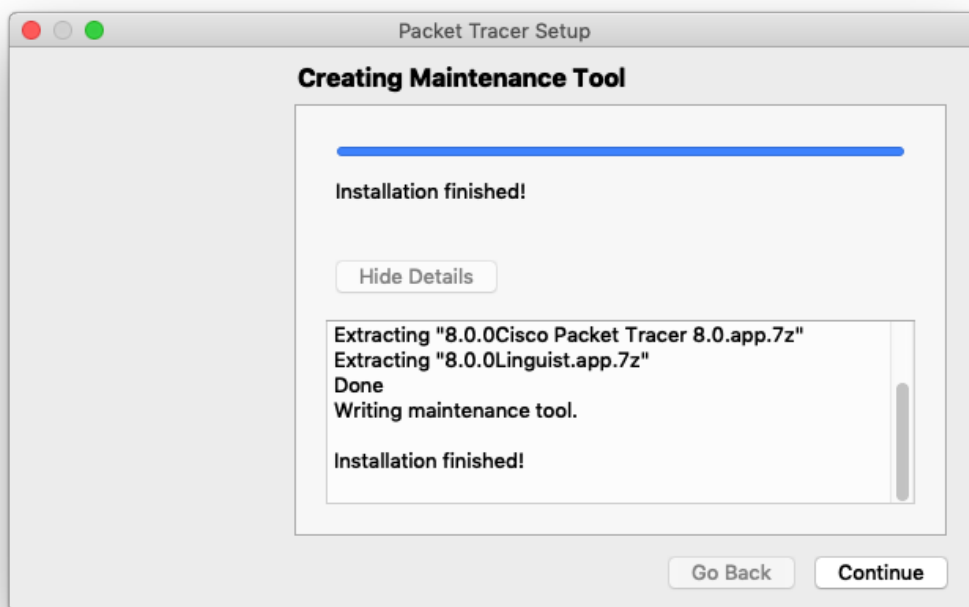 Packet Tracer Setup
Creating Maintenance Tool
Installation finished!
Hide Details
Extracting "8.0.0Cisco Packet Tracer 8.0.app.7z"
Extracting "8.0.0Linguist.app.7z"
Done
Writing maintenance tool.
Installation finished!
Go Back
Continue